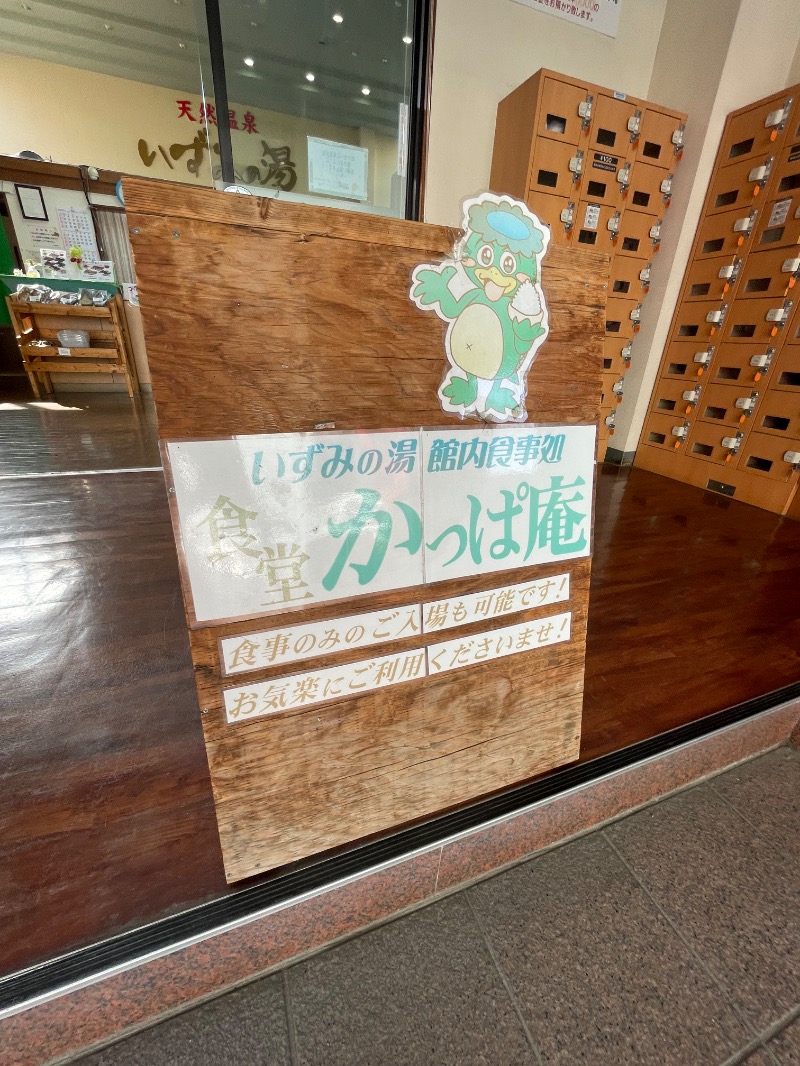 天然温泉
いずみの湯
いずみの湯 館内食事処
食堂 かっぱ庵
食事のみのご入場も可能です!
お気楽にご利用くださいませ!